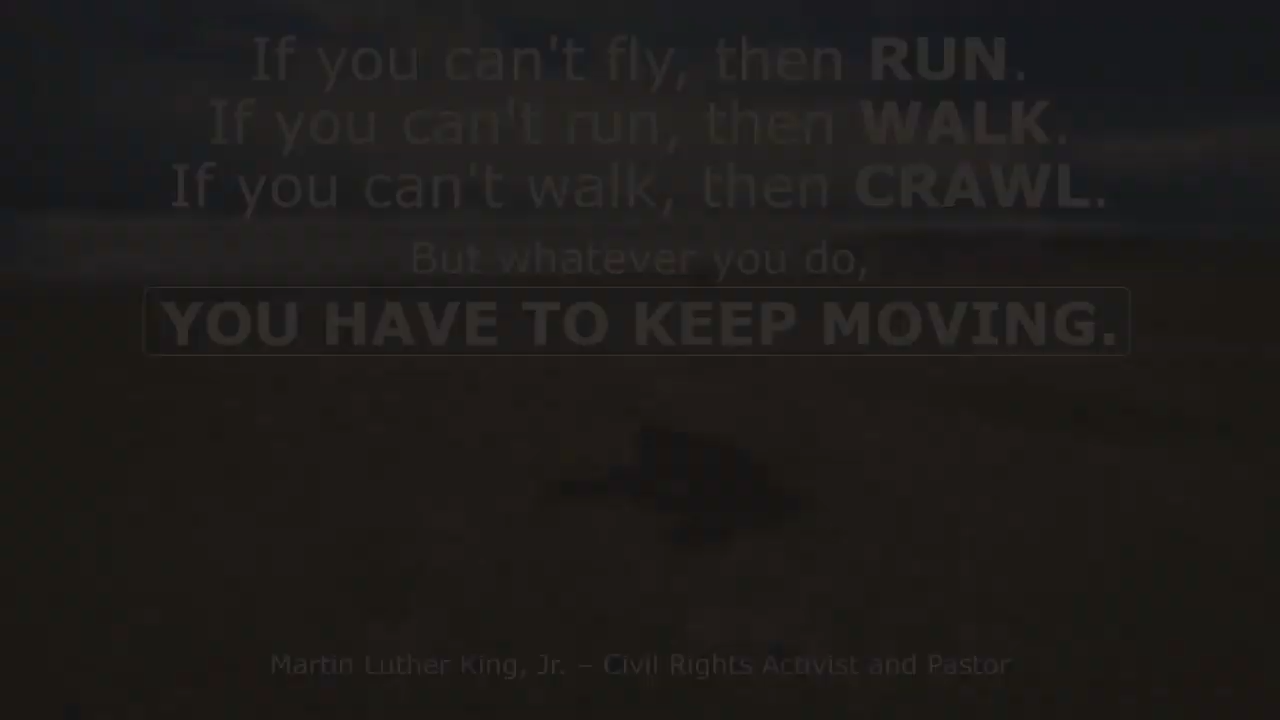 If you can't fly, then RUN.
If you can't run, then WALK.
If you can't walk, then CRAWL.
But whatever you do,
YOU HAVE TO KEEP MOVING.
Martin Luther King, Jr. – Civil Rights Activist and Pastor